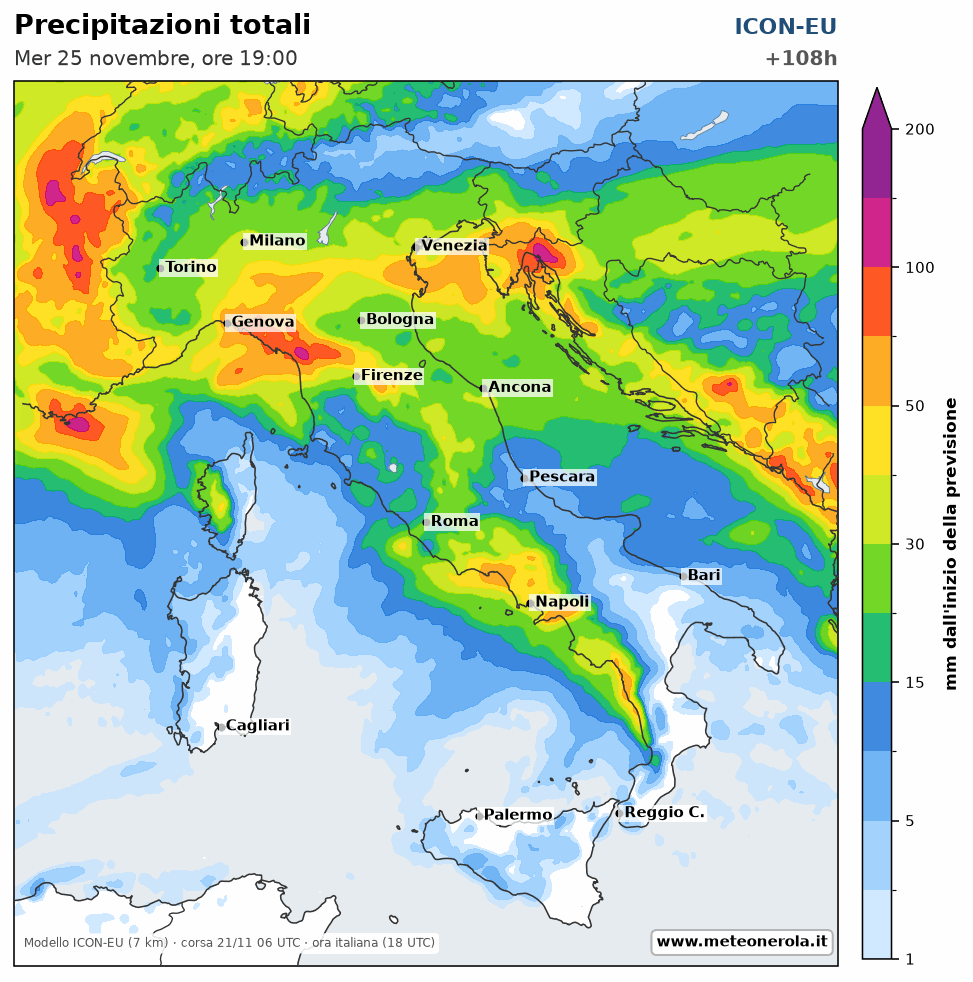 Precipitazioni totali
ICON-EU
Mer 25 novembre, ore 19:00
+108h
Milano
Venezia
Torino
Genova
Bologna
Firenze
Ancona
Pescara
Roma
Bari
Napoli
Cagliari
Palermo
Reggio C.
200
100
50
30
15
5
1
mm dall'inizio della previsione
Modello ICON-EU (7 km) · corsa 21/11 06 UTC · ora italiana (18 UTC)
www.meteonerola.it